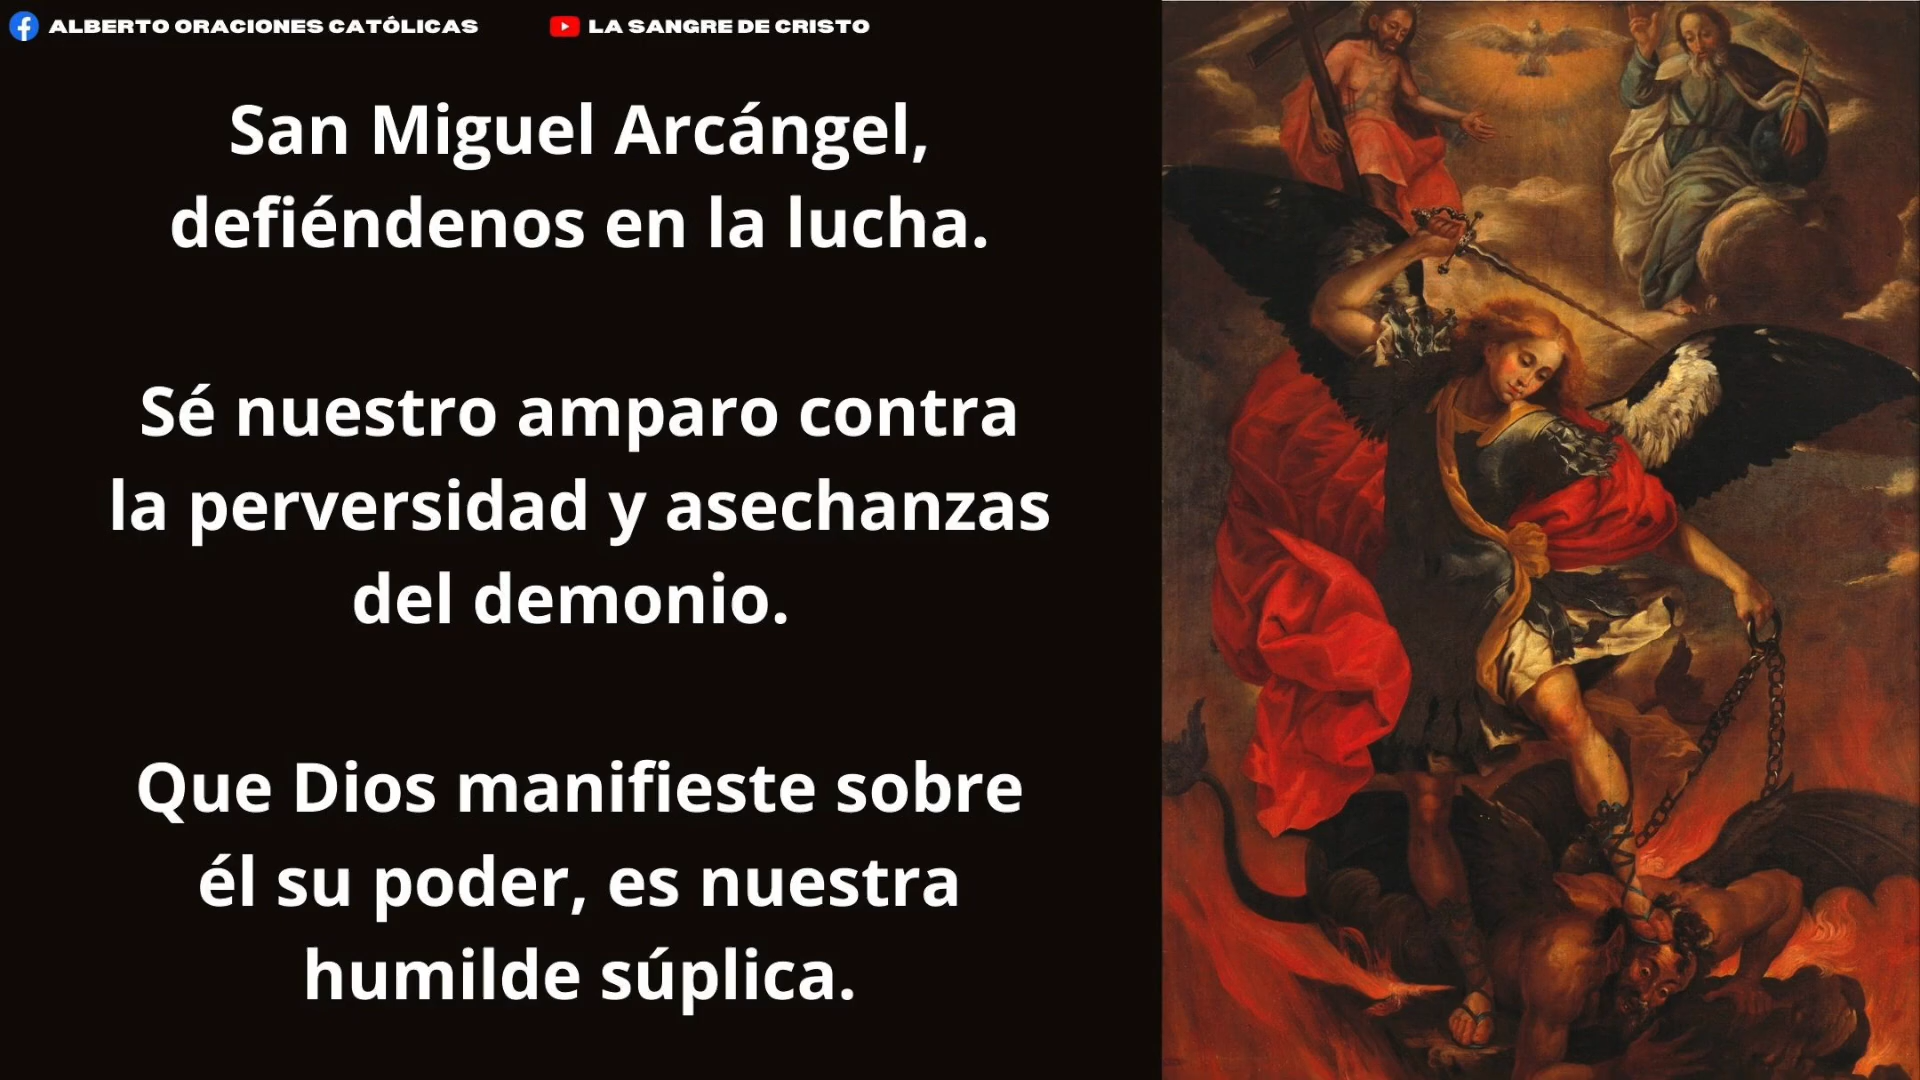 ALBERTO ORACIONES CATÓLICAS
LA SANGRE DE CRISTO
San Miguel Arcángel,
defiéndenos en la lucha.
Sé nuestro amparo contra
la perversidad y asechanzas
del demonio.
Que Dios manifieste sobre
él su poder, es nuestra
humilde súplica.